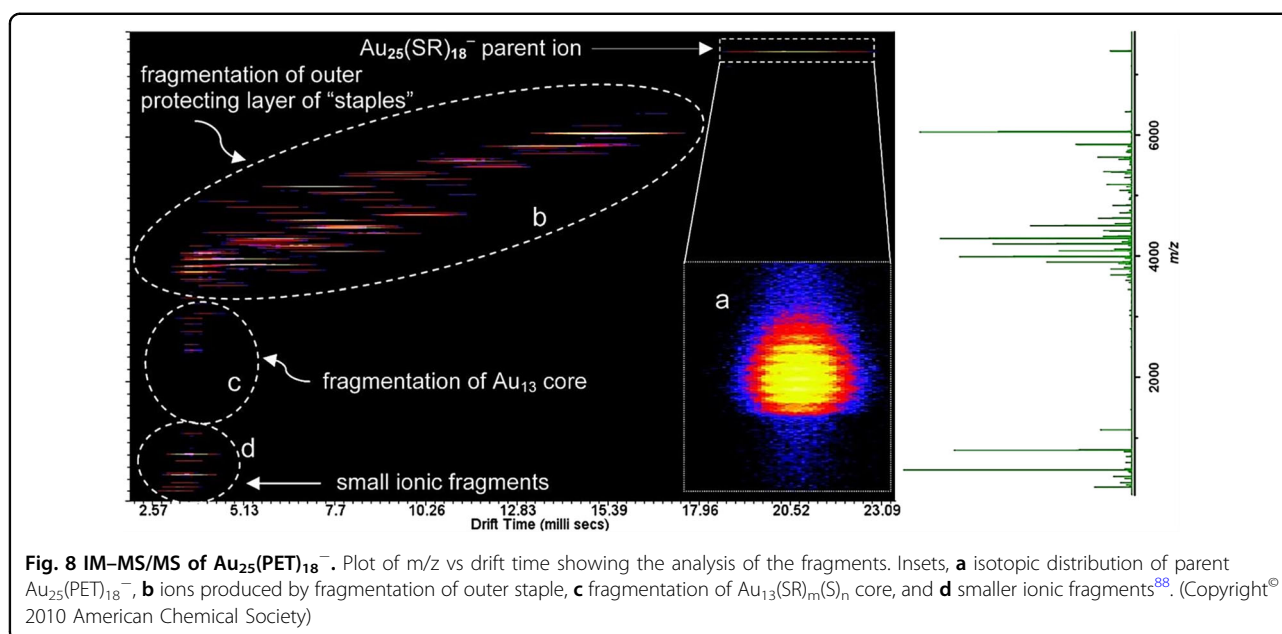 Au25(SR)18− parent ion
fragmentation of outer
protecting layer of “staples”
b
a
c
fragmentation of Au13 core
d
small ionic fragments
2.57 5.13 7.7 10.26 12.83 15.39 17.96 20.52 23.09
Drift Time (milli secs)
6000
4000
m/z
2000
Fig. 8 IM–MS/MS of Au25(PET)18−. Plot of m/z vs drift time showing the analysis of the fragments. Insets, a isotopic distribution of parent
Au25(PET)18−, b ions produced by fragmentation of outer staple, c fragmentation of Au13(SR)m(S)n core, and d smaller ionic fragments88. (Copyright©
2010 American Chemical Society)